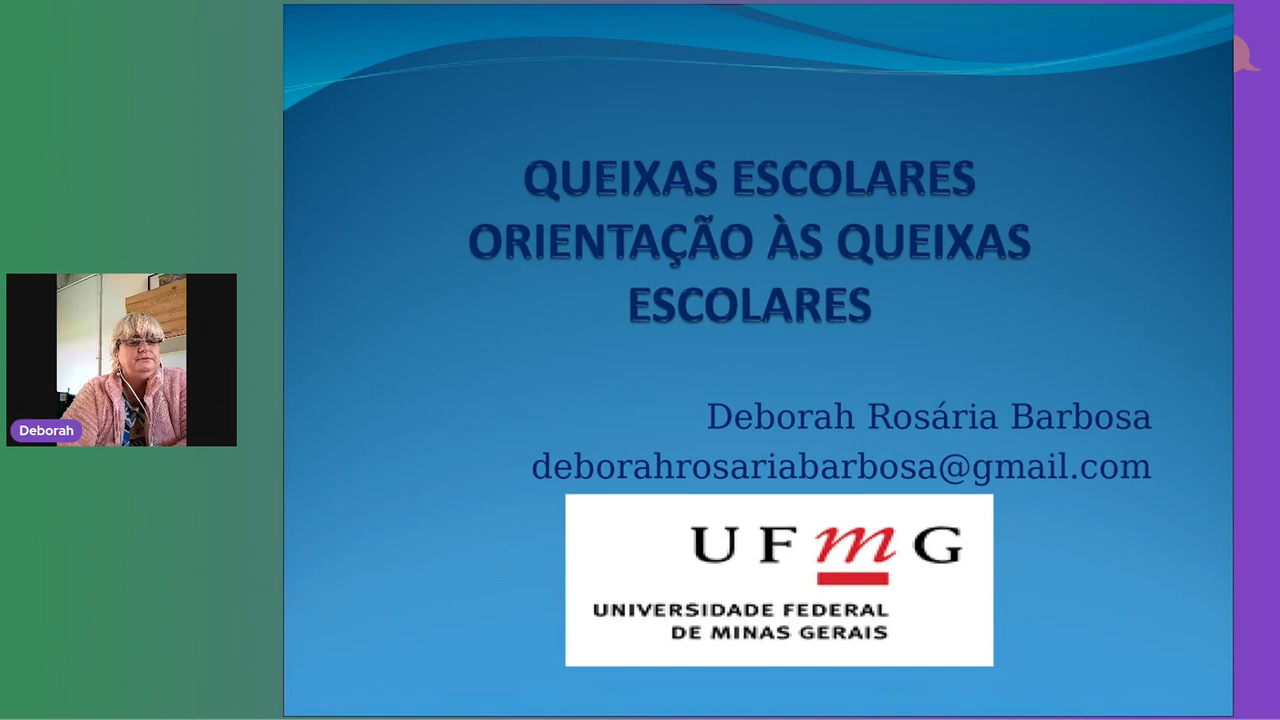 QUEIXAS ESCOLARES
ORIENTAÇÃO ÀS QUEIXAS
ESCOLARES
Deborah Rosária Barbosa
deborahrosariabarbosa@gmail.com
UFmG
UNIVERSIDADE FEDERAL
DE MINAS GERAIS
Deborah